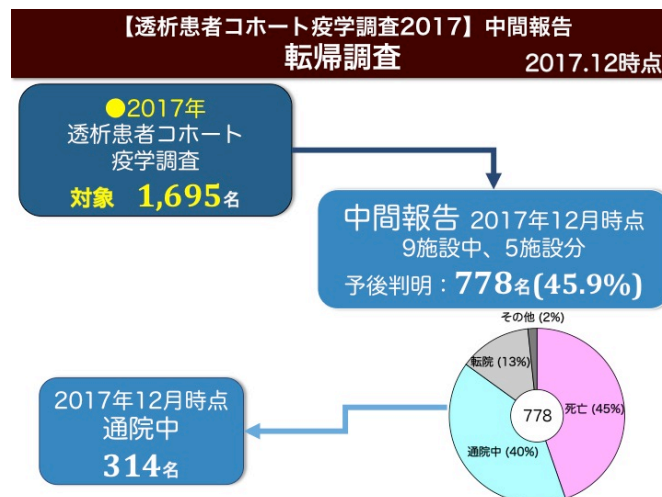 【透析患者コホート疫学調査2017】中間報告
転帰調査
2017.12時点
●2017年
透析患者コホート
疫学調査
対象 1,695名
中間報告 2017年12月時点
9施設中、5施設分
予後判明：778名(45.9%)
その他 (2%)
転院 (13%)
死亡 (45%)
778
通院中 (40%)
2017年12月時点
通院中
314名